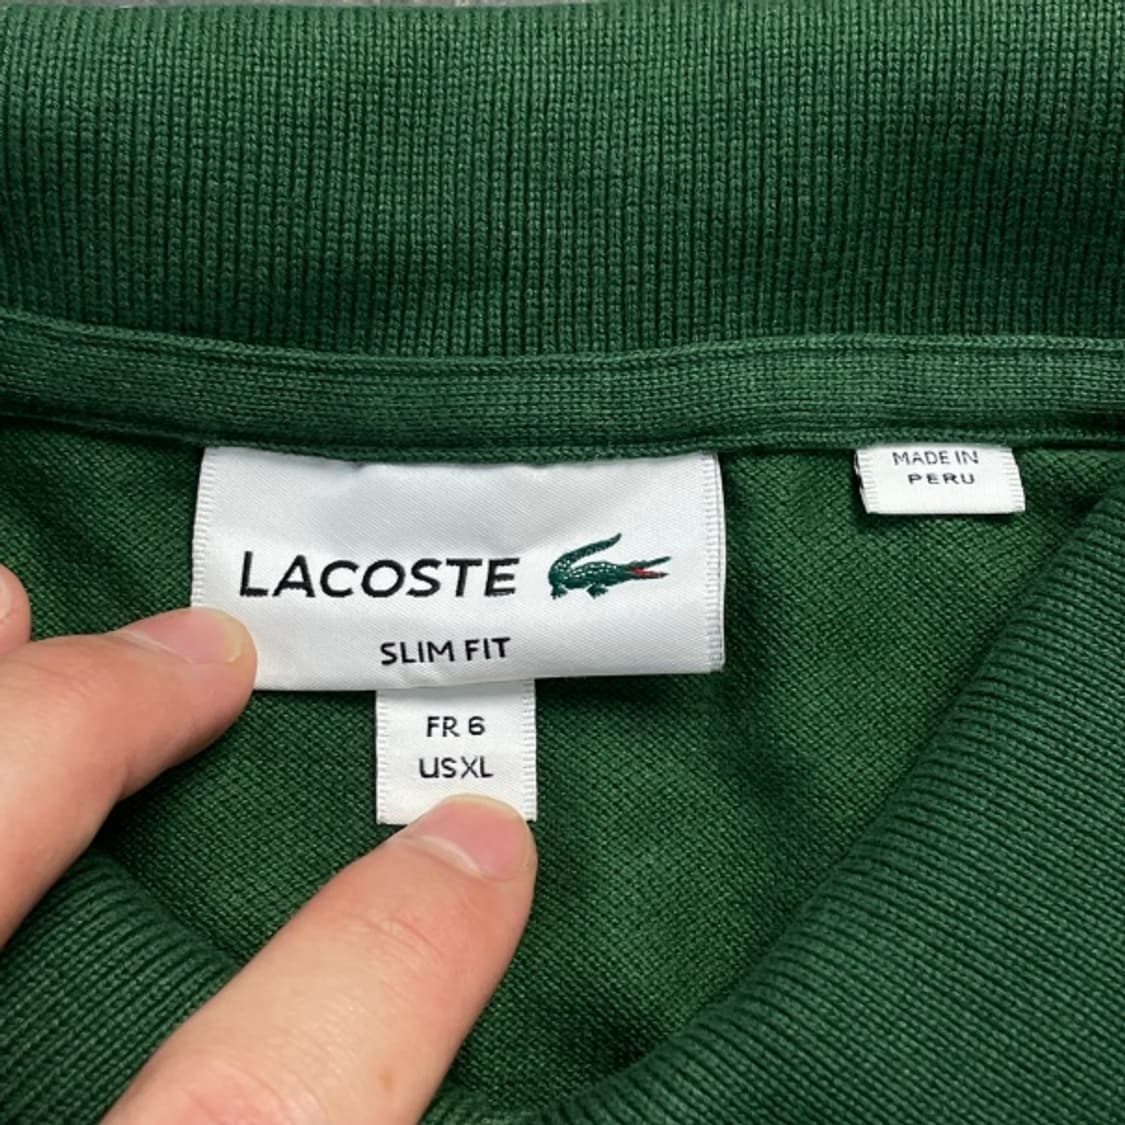 MADE IN
PERU
LACOSTE
SLIM FIT
FR 6
US XL